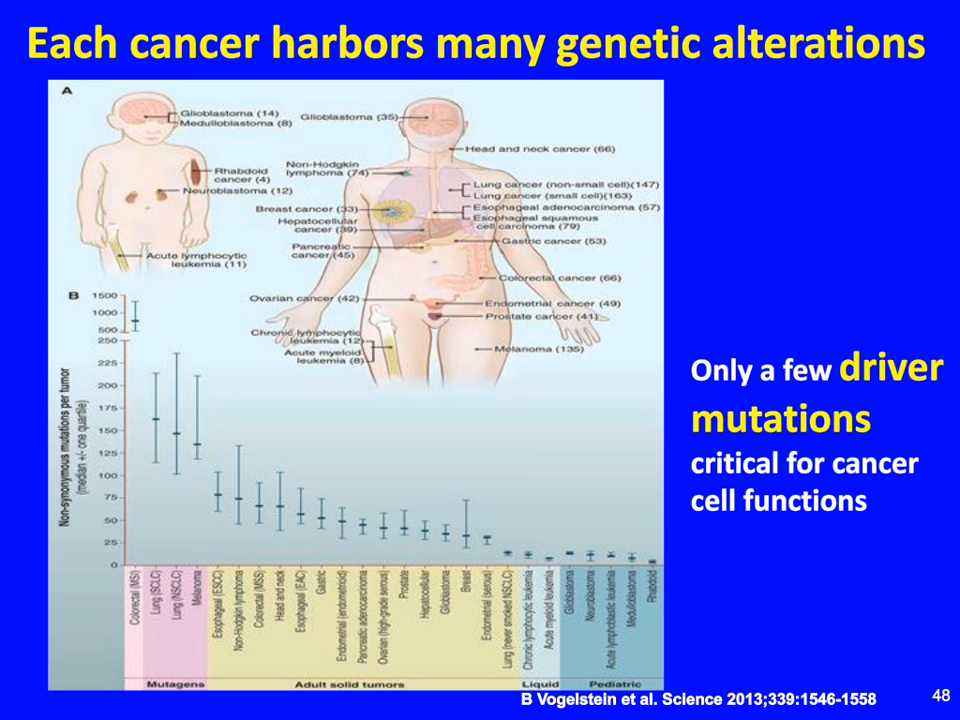 Each cancer harbors many genetic alterations
A
Glioblastoma (14)
Medulloblastoma (8)
Rhabdoid
cancer (4)
Neuroblastoma (12)
Acute lymphocytic
leukemia (11)
Glioblastoma (35)
Head and neck cancer (66)
Non-Hodgkin
lymphoma (74)
Lung cancer (non-small cell)(147)
Lung cancer (small cell)(163)
Esophageal adenocarcinoma (57)
Esophageal squamous
cell carcinoma (79)
Breast cancer (33)
Hepatocellular
cancer (39)
Gastric cancer (53)
Pancreatic
cancer (45)
Colorectal cancer (66)
Ovarian cancer (42)
Endometrial cancer (49)
Prostate cancer (41)
Chronic lymphocytic
leukemia (12)
Acute myeloid
leukemia (8)
Melanoma (135)
B
1500
1000
500
250
225
200
175
150
125
100
75
50
25
0
Non-synonymous mutations per tumor
(median +/- one quartile)
Colorectal (MSI)
Lung (SCLC)
Lung (NSCLC)
Melanoma
Esophageal (ESCC)
Non-Hodgkin lymphoma
Colorectal (MSS)
Head and neck
Esophageal (EAC)
Gastric
Endometrial (endometrioid)
Pancreatic adenocarcinoma
Ovarian (high-grade serous)
Prostate
Hepatocellular
Glioblastoma
Breast
Endometrial (serous)
Lung (never smoked NSCLC)
Chronic lymphocytic leukemia
Acute myeloid leukemia
Glioblastoma
Neuroblastoma
Acute lymphoblastic leukemia
Medulloblastoma
Rhabdoid
Mutagens
Adult solid tumors
Liquid
Pediatric
Only a few driver
mutations
critical for cancer
cell functions
B Vogelstein et al. Science 2013;339:1546-1558
48